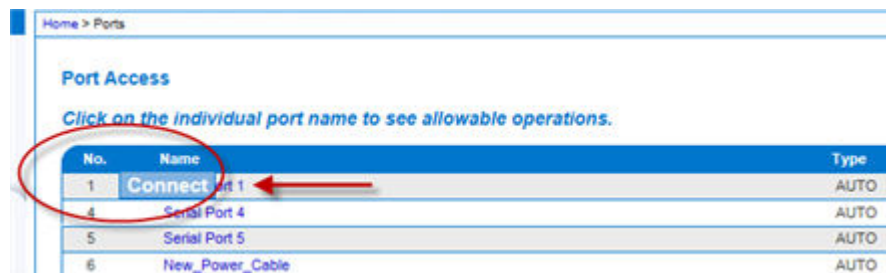 Home > Ports
Port Access
Click on the individual port name to see allowable operations.
No. Name Type
1 Connect 1 AUTO
4 Serial Port 4 AUTO
5 Serial Port 5 AUTO
6 New_Power_Cable AUTO